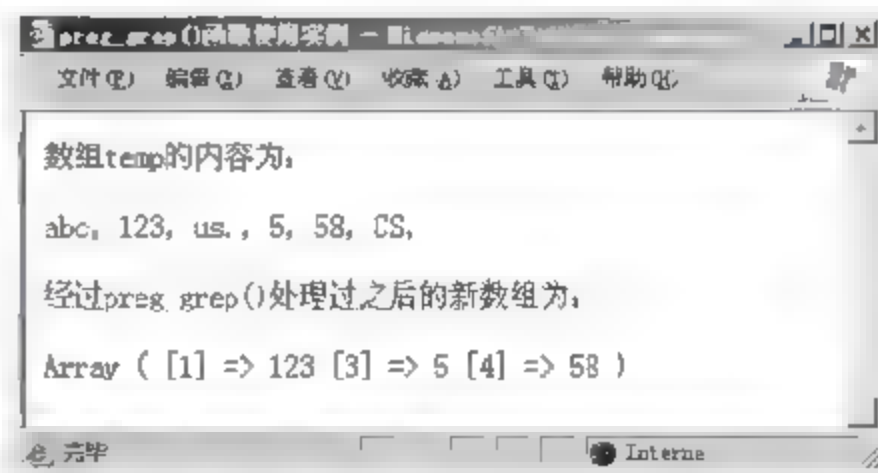 preg_grep()函数使用实例 -
文件(F) 编辑(E) 查看(V) 收藏(A) 工具(T) 帮助(H)
数组temp的内容为:
abc, 123, us., 5, 58, CS,
经过preg_grep()处理过之后的新数组为:
Array ( [1] => 123 [3] => 5 [4] => 58 )
完毕 Interne